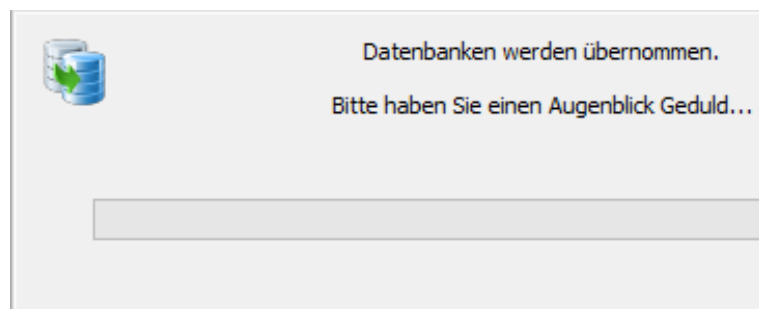 Datenbanken werden übernommen.
Bitte haben Sie einen Augenblick Geduld...